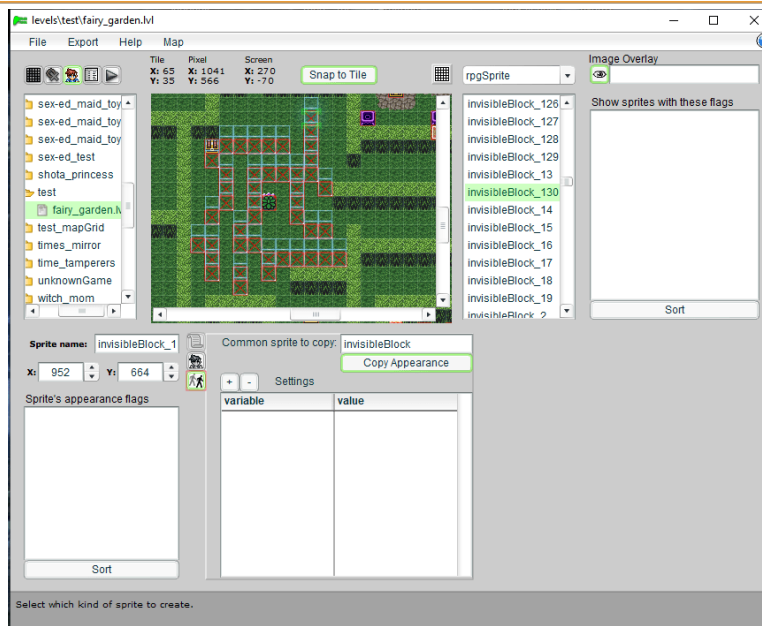 levels\test\fairy_garden.lvl
File Export Help Map
Tile Pixel Screen
X: 65 X: 1041 X: 270
Y: 35 Y: 566 Y: -70
Snap to Tile
rpgSprite
Image Overlay
Show sprites with these flags
Sort
sex-ed_maid_toy
sex-ed_maid_toy
sex-ed_maid_toy
sex-ed_test
shota_princess
test
fairy_garden.lv
test_mapGrid
times_mirror
time_tamperers
unknownGame
witch_mom
invisibleBlock_126
invisibleBlock_127
invisibleBlock_128
invisibleBlock_129
invisibleBlock_13
invisibleBlock_130
invisibleBlock_14
invisibleBlock_15
invisibleBlock_16
invisibleBlock_17
invisibleBlock_18
invisibleBlock_19
invisibleBlock_2
Sprite name: invisibleBlock_1
X: 952 Y: 664
Sprite's appearance flags
Sort
Common sprite to copy: invisibleBlock
Copy Appearance
+ - Settings
variable value
Select which kind of sprite to create.